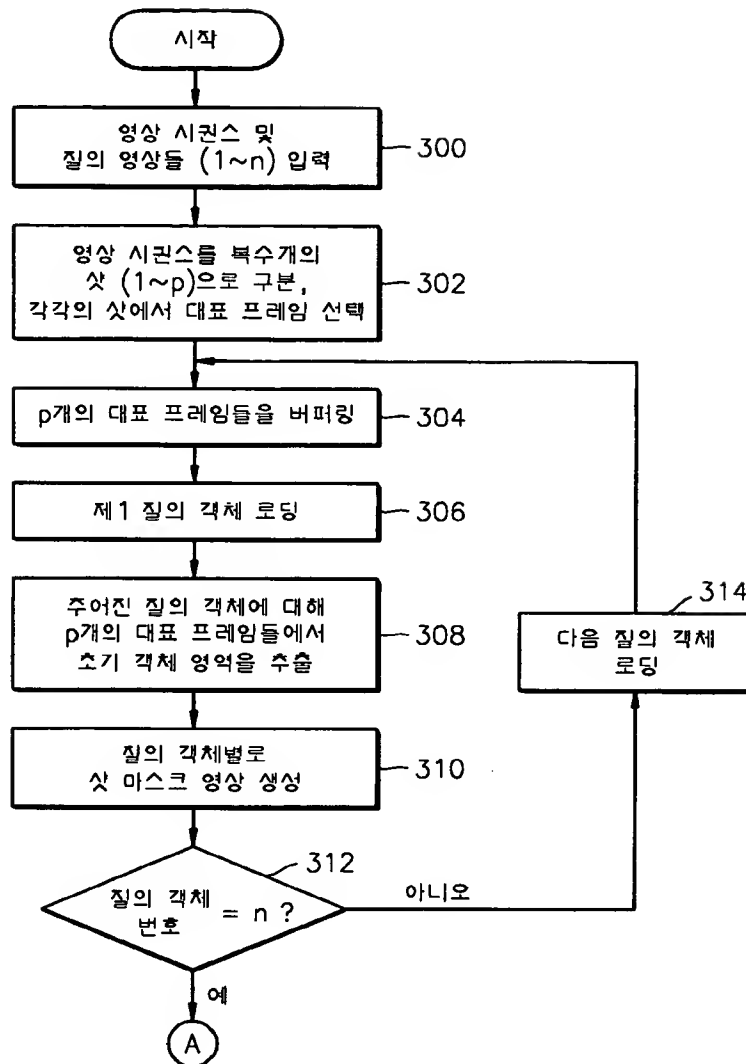 시작
영상 시퀀스 및
질의 영상들 (1~n) 입력
300
영상 시퀀스를 복수개의
샷 (1~p)으로 구분,
각각의 샷에서 대표 프레임 선택
302
p개의 대표 프레임들을 버퍼링
304
제1 질의 객체 로딩
306
주어진 질의 객체에 대해
p개의 대표 프레임들에서
초기 객체 영역을 추출
308
314
다음 질의 객체
로딩
질의 객체별로
샷 마스크 영상 생성
310
312
질의 객체
번호 = n ?
아니오
예
A